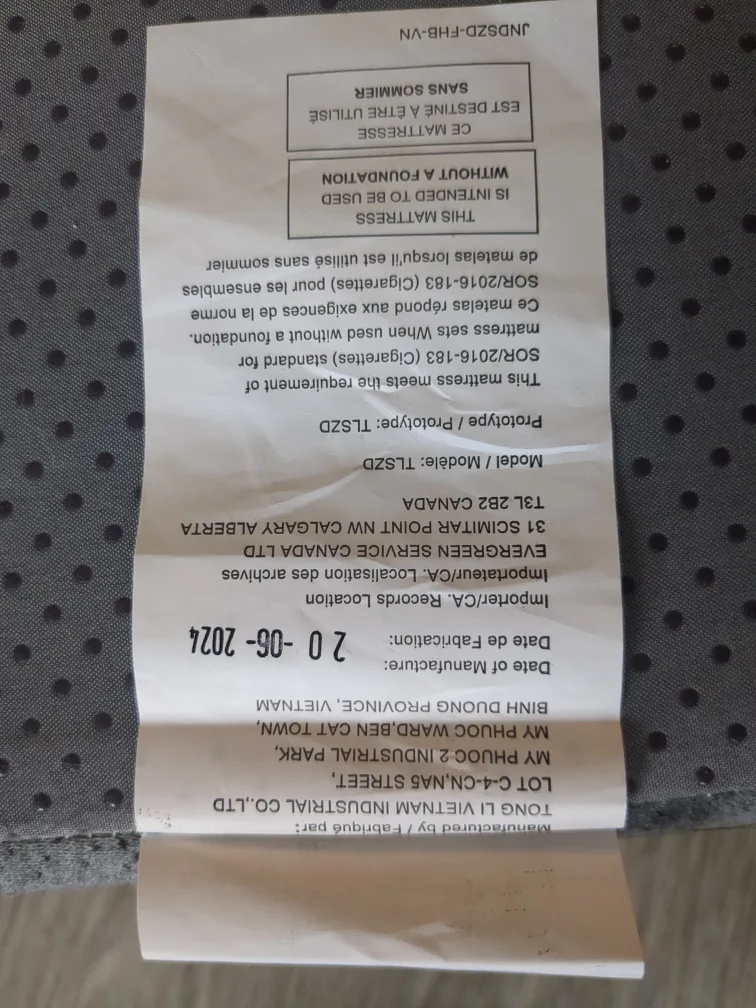 Manufactured by / Fabriqué par:
TONG LI VIETNAM INDUSTRIAL CO.,LTD
LOT C-4-CN,NA5 STREET,
MY PHUOC 2 INDUSTRIAL PARK,
MY PHUOC WARD,BEN CAT TOWN,
BINH DUONG PROVINCE, VIETNAM
Date of Manufacture:
Date de Fabrication: 20 -06- 2024
Importer/CA. Records Location
Importateur/CA. Localisation des archives
EVERGREEN SERVICE CANADA LTD
31 SCIMITAR POINT NW CALGARY ALBERTA
T3L 2B2 CANADA
Model / Modèle: TLSZD
Prototype / Prototype: TLSZD
This mattress meets the requirement of
SOR/2016-183 (Cigarettes) standard for
mattress sets When used without a foundation.
Ce matelas répond aux exigences de la norme
SOR/2016-183 (Cigarettes) pour les ensembles
de matelas lorsqu'il est utilisé sans sommier
THIS MATTRESS
IS INTENDED TO BE USED
WITHOUT A FOUNDATION
CE MATTRESSE
EST DESTINÉ À ÊTRE UTILISÉ
SANS SOMMIER
JNDSZD-FHB-VN